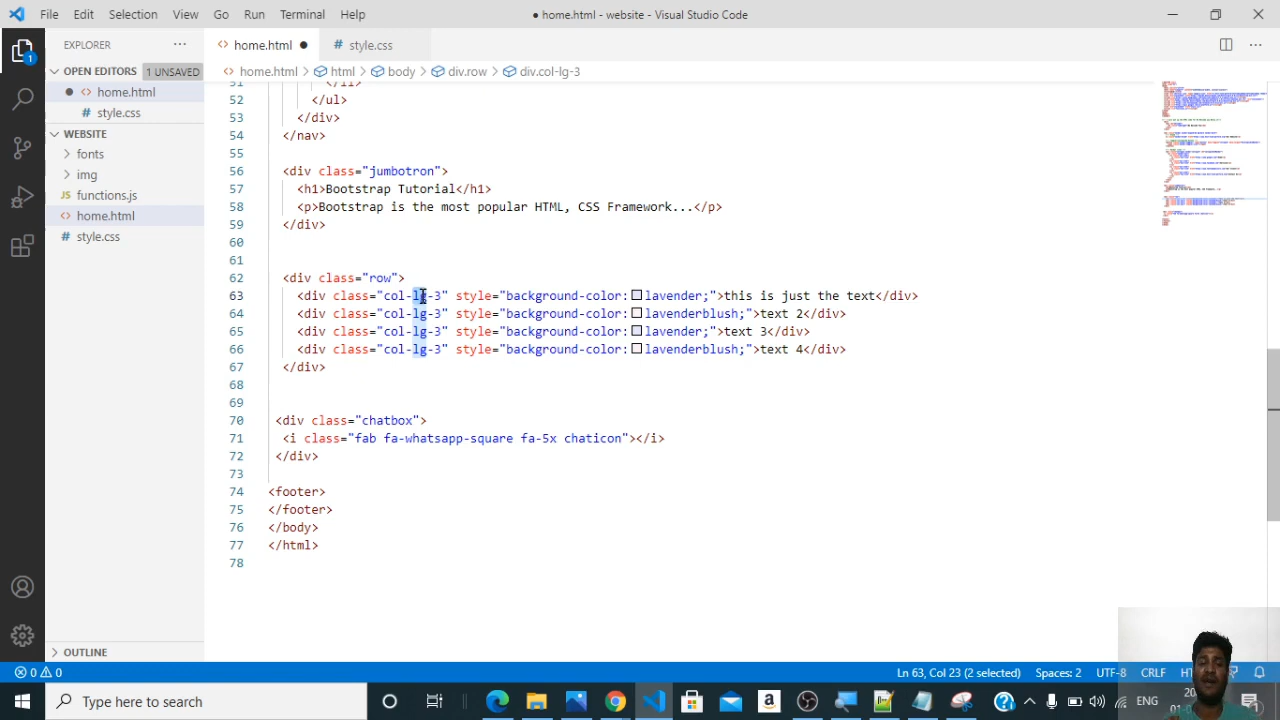 File Edit Selection View Go Run Terminal Help
● home.html - website - Visual Studio Code
EXPLORER
OPEN EDITORS 1 UNSAVED
● home.html
# style.css
WEBSITE
home.html
# style.css
home.html ●
# style.css
home.html > html > body > div.row > div.col-lg-3
52 </ul>
53 </div>
54 </nav>
55
56 <div class="jumbotron">
57 <h1>Bootstrap Tutorial</h1>
58 <p>Bootstrap is the most popular HTML, CSS Framework...</p>
59 </div>
60
61
62 <div class="row">
63 <div class="col-lg-3" style="background-color:lavender;">this is just the text</div>
64 <div class="col-lg-3" style="background-color:lavenderblush;">text 2</div>
65 <div class="col-lg-3" style="background-color:lavender;">text 3</div>
66 <div class="col-lg-3" style="background-color:lavenderblush;">text 4</div>
67 </div>
68
69
70 <div class="chatbox">
71 <i class="fab fa-whatsapp-square fa-5x chaticon"></i>
72 </div>
73
74 <footer>
75 </footer>
76 </body>
77 </html>
78
OUTLINE
0 0
Ln 63, Col 23 (2 selected) Spaces: 2 UTF-8 CRLF
Type here to search
ENG